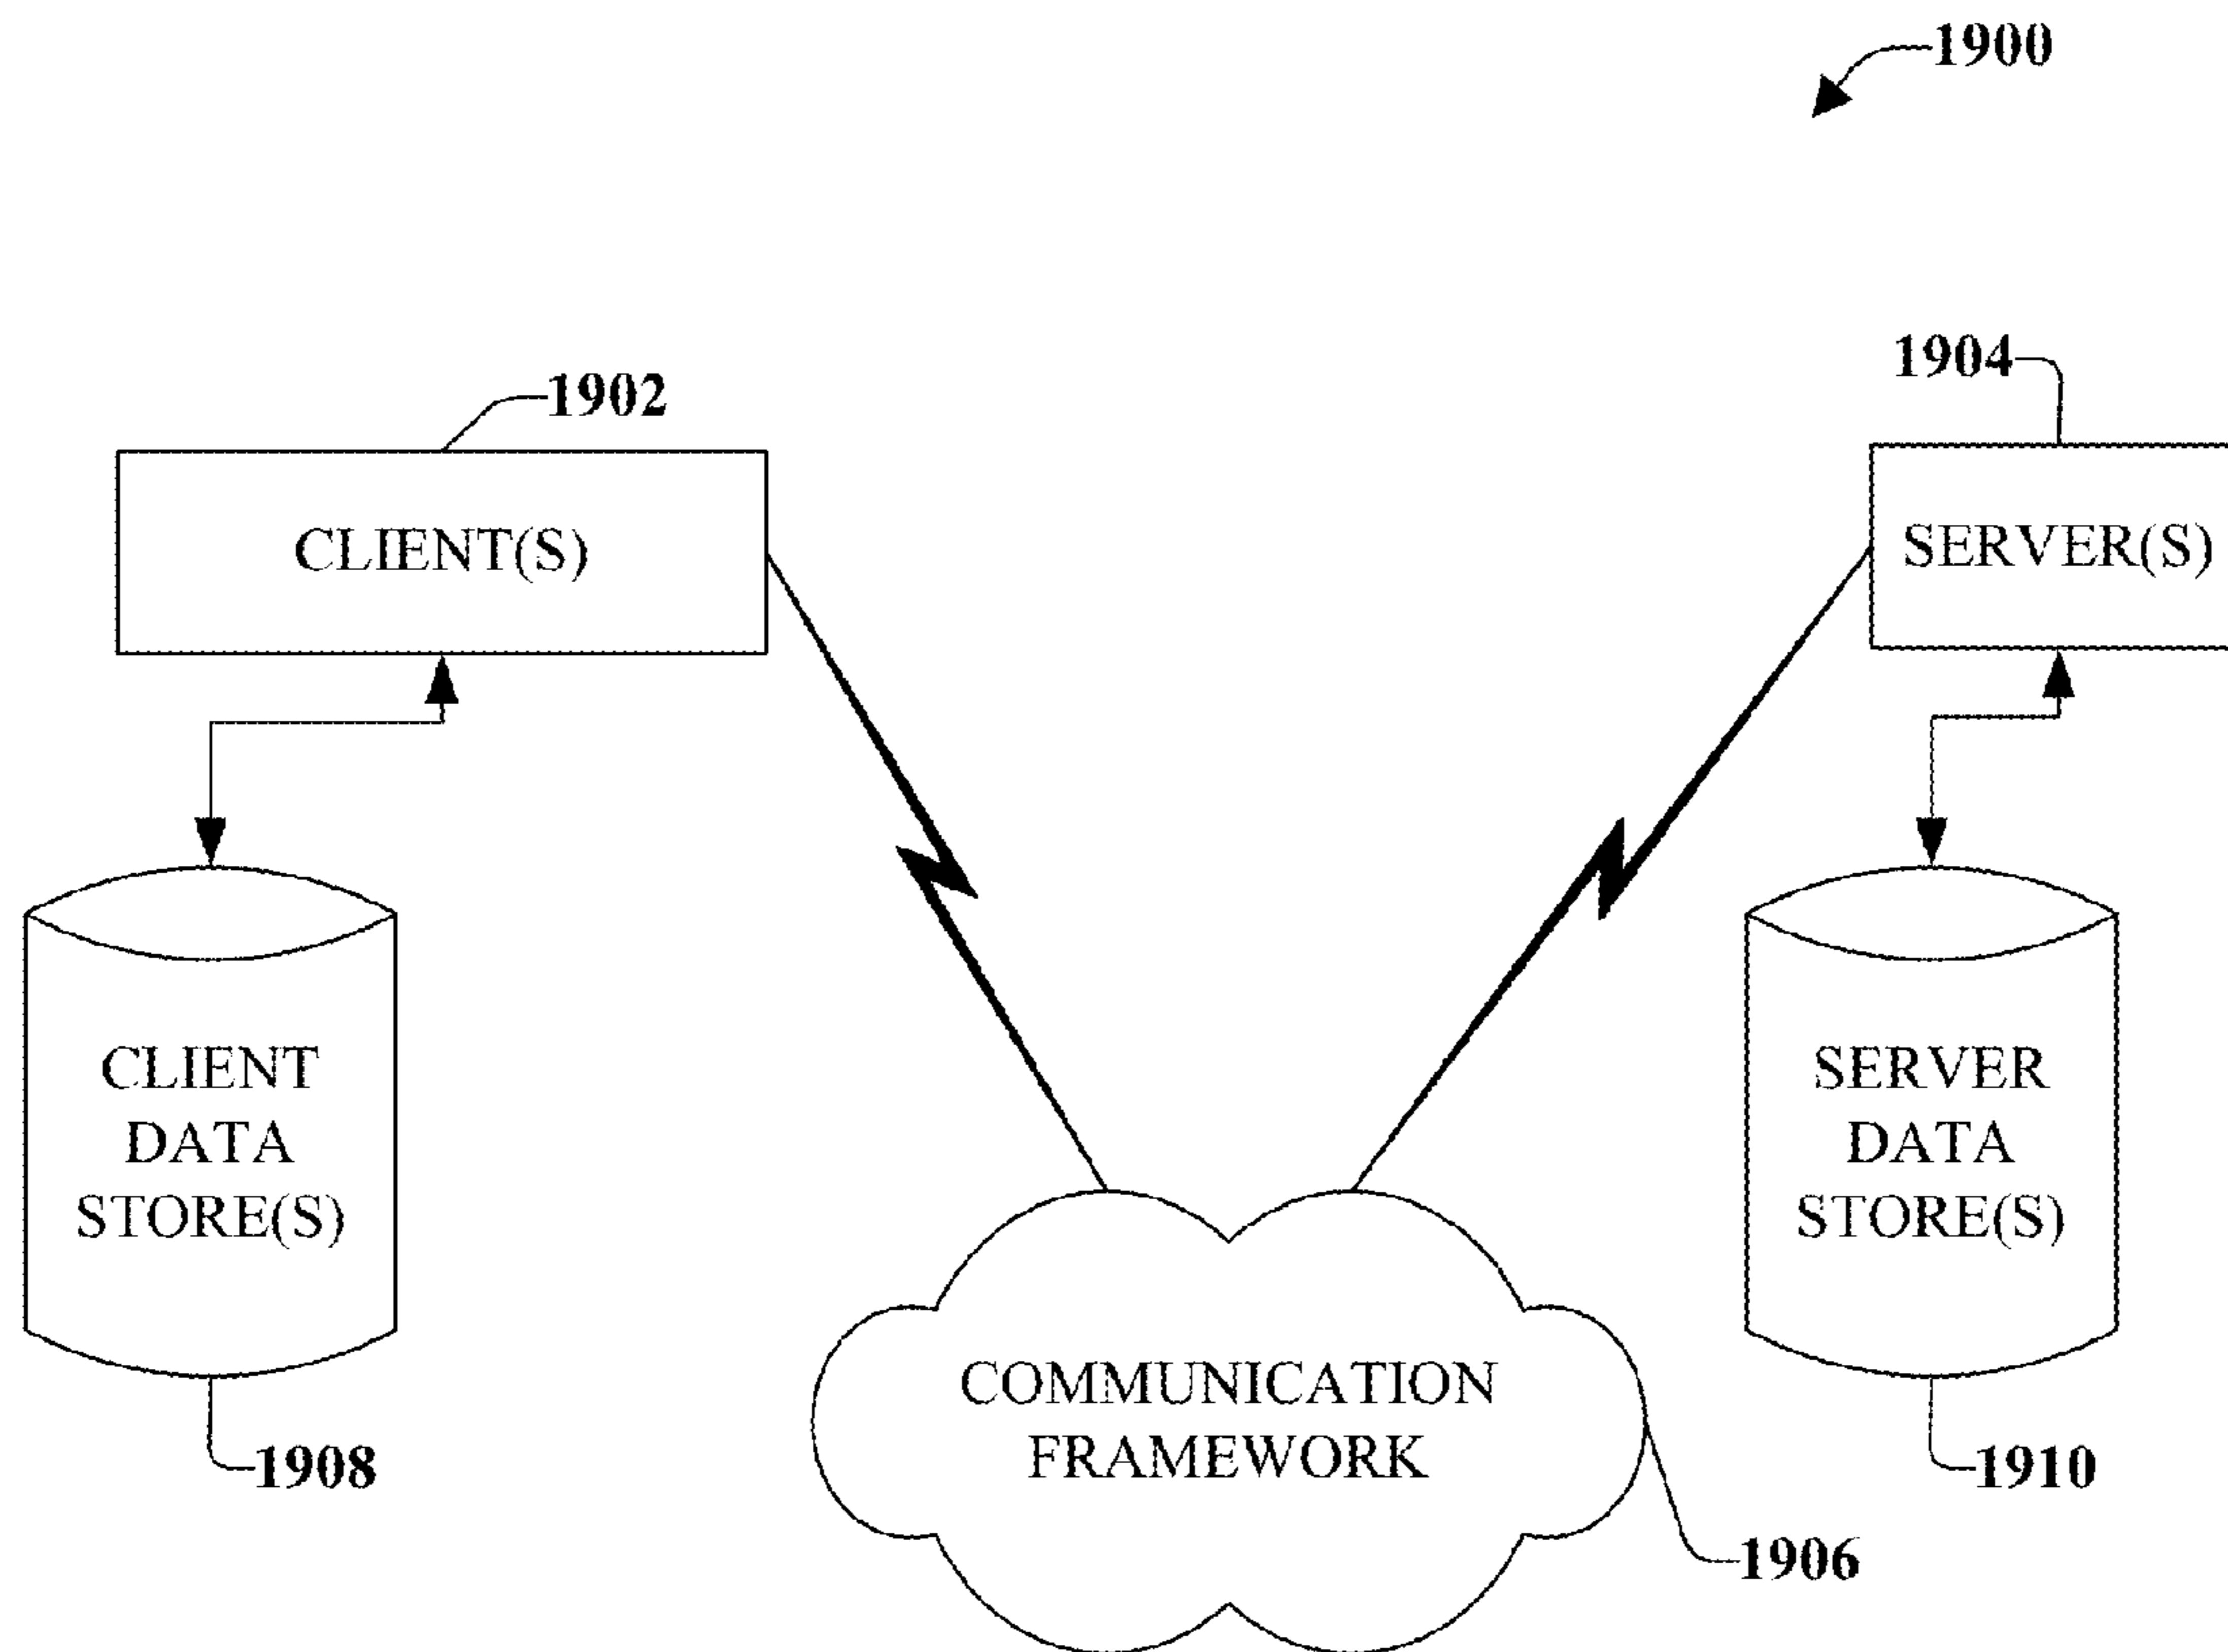 1900
1902
1904
CLIENT(S)
SERVER(S)
CLIENT
DATA
STORE(S)
SERVER
DATA
STORE(S)
COMMUNICATION
FRAMEWORK
1908
1910
1906